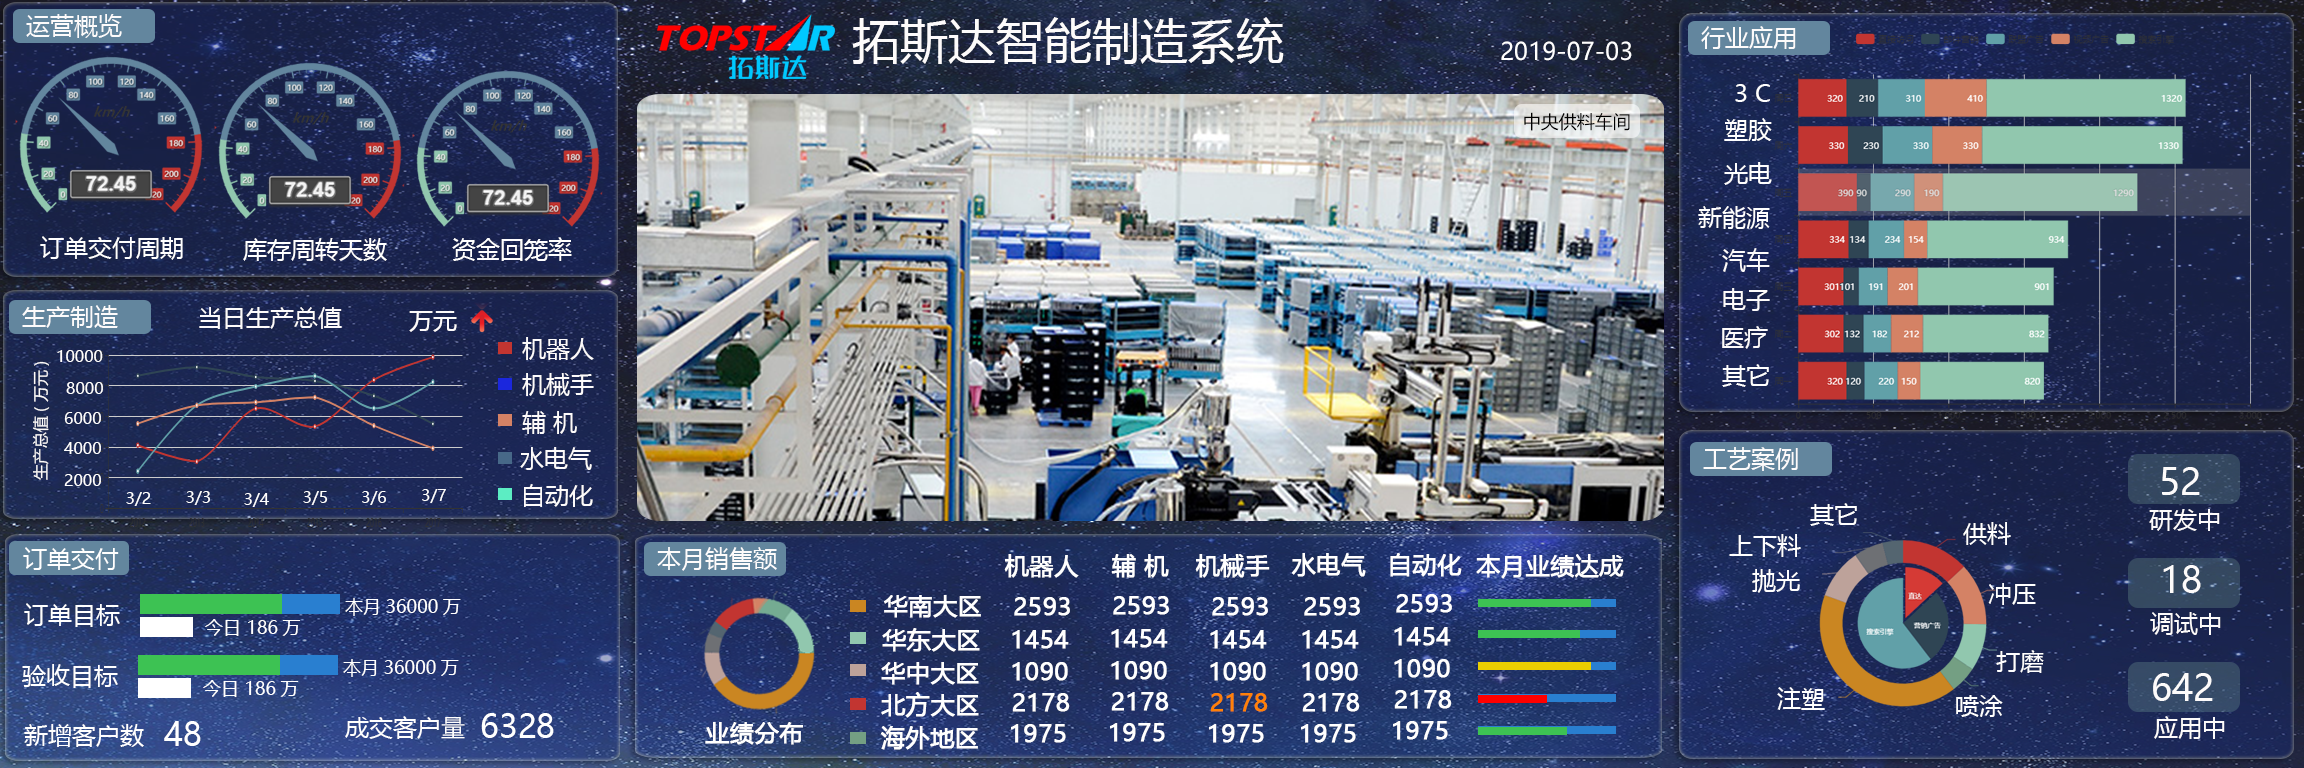 运营概览
0 20 40 60 80 100 120 140 160 180 200 20
km/h
72.45
订单交付周期
0 20 40 60 80 100 120 140 160 180 200 20
km/h
72.45
库存周转天数
0 20 40 60 80 100 120 140 160 180 200 20
km/h
72.45
资金回笼率
生产制造
当日生产总值 万元
生产总值(万元)
10000
8000
6000
4000
2000
3/2 3/3 3/4 3/5 3/6 3/7
机器人
机械手
辅 机
水电气
自动化
订单交付
订单目标
本月 36000 万
今日 186 万
验收目标
本月 36000 万
今日 186 万
新增客户数 48
成交客户量 6328
TOPSTAR
拓斯达
拓斯达智能制造系统
2019-07-03
中央供料车间
本月销售额
业绩分布
机器人 辅 机 机械手 水电气 自动化 本月业绩达成
华南大区 2593 2593 2593 2593 2593
华东大区 1454 1454 1454 1454 1454
华中大区 1090 1090 1090 1090 1090
北方大区 2178 2178 2178 2178 2178
海外地区 1975 1975 1975 1975 1975
行业应用
3 C 320 210 310 410 1320
塑胶 330 230 330 330 1330
光电 390 90 290 190 1290
新能源 334 134 234 154 934
汽车 301 101 191 201 901
电子
医疗 302 132 182 212 832
其它 320 120 220 150 820
工艺案例
其它
上下料
抛光
注塑
供料
冲压
打磨
喷涂
直达
营销广告
搜索引擎
52
研发中
18
调试中
642
应用中